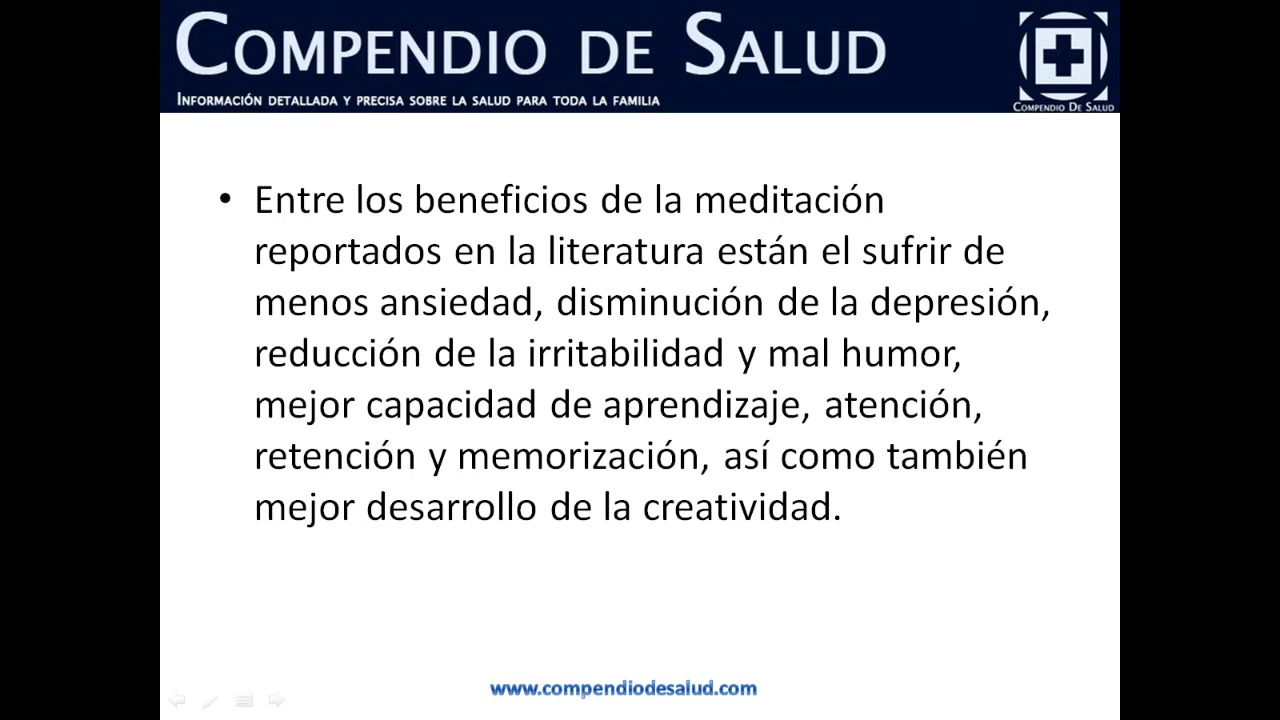 COMPENDIO DE SALUD
INFORMACIÓN DETALLADA Y PRECISA SOBRE LA SALUD PARA TODA LA FAMILIA
COMPENDIO DE SALUD
• Entre los beneficios de la meditación
reportados en la literatura están el sufrir de
menos ansiedad, disminución de la depresión,
reducción de la irritabilidad y mal humor,
mejor capacidad de aprendizaje, atención,
retención y memorización, así como también
mejor desarrollo de la creatividad.
www.compendiodesalud.com